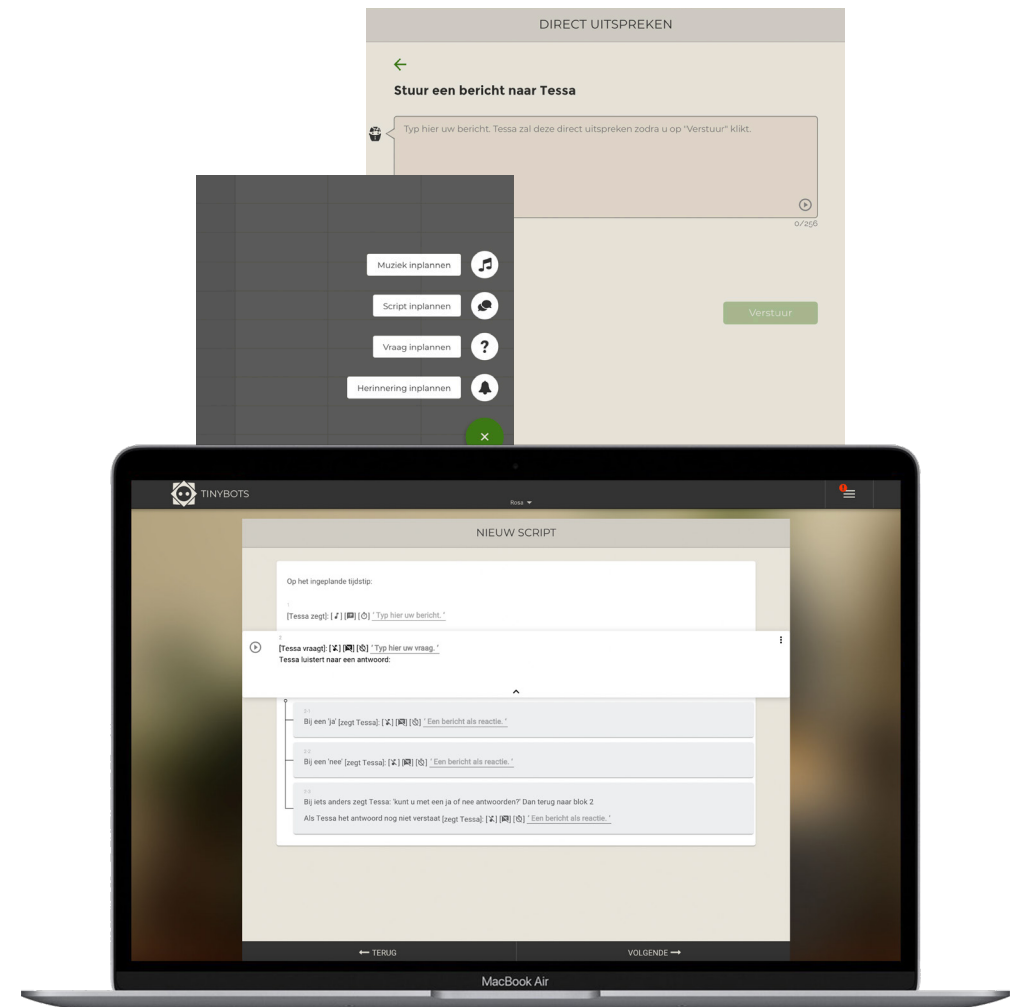 DIRECT UITSPREKEN
Stuur een bericht naar Tessa
Typ hier uw bericht. Tessa zal deze direct uitspreken zodra u op "Verstuur" klikt.
0/256
Verstuur
Muziek inplannen
Script inplannen
Vraag inplannen
?
Herinnering inplannen
TINYBOTS
Rosa
!
NIEUW SCRIPT
Op het ingeplande tijdstip:
1
[Tessa zegt]: [♪] [💬] [⏱] ' Typ hier uw bericht. '
2
[Tessa vraagt]: [ ] [ ] [ ] ' Typ hier uw vraag. '
Tessa luistert naar een antwoord:
2.1
Bij een 'ja' [zegt Tessa]: [ ] [ ] [ ] ' Een bericht als reactie. '
2.2
Bij een 'nee' [zegt Tessa]: [ ] [ ] [ ] ' Een bericht als reactie. '
2.3
Bij iets anders zegt Tessa: 'kunt u met een ja of nee antwoorden?' Dan terug naar blok 2
Als Tessa het antwoord nog niet verstaat [zegt Tessa]: [ ] [ ] [ ] ' Een bericht als reactie. '
← TERUG
VOLGENDE →
MacBook Air